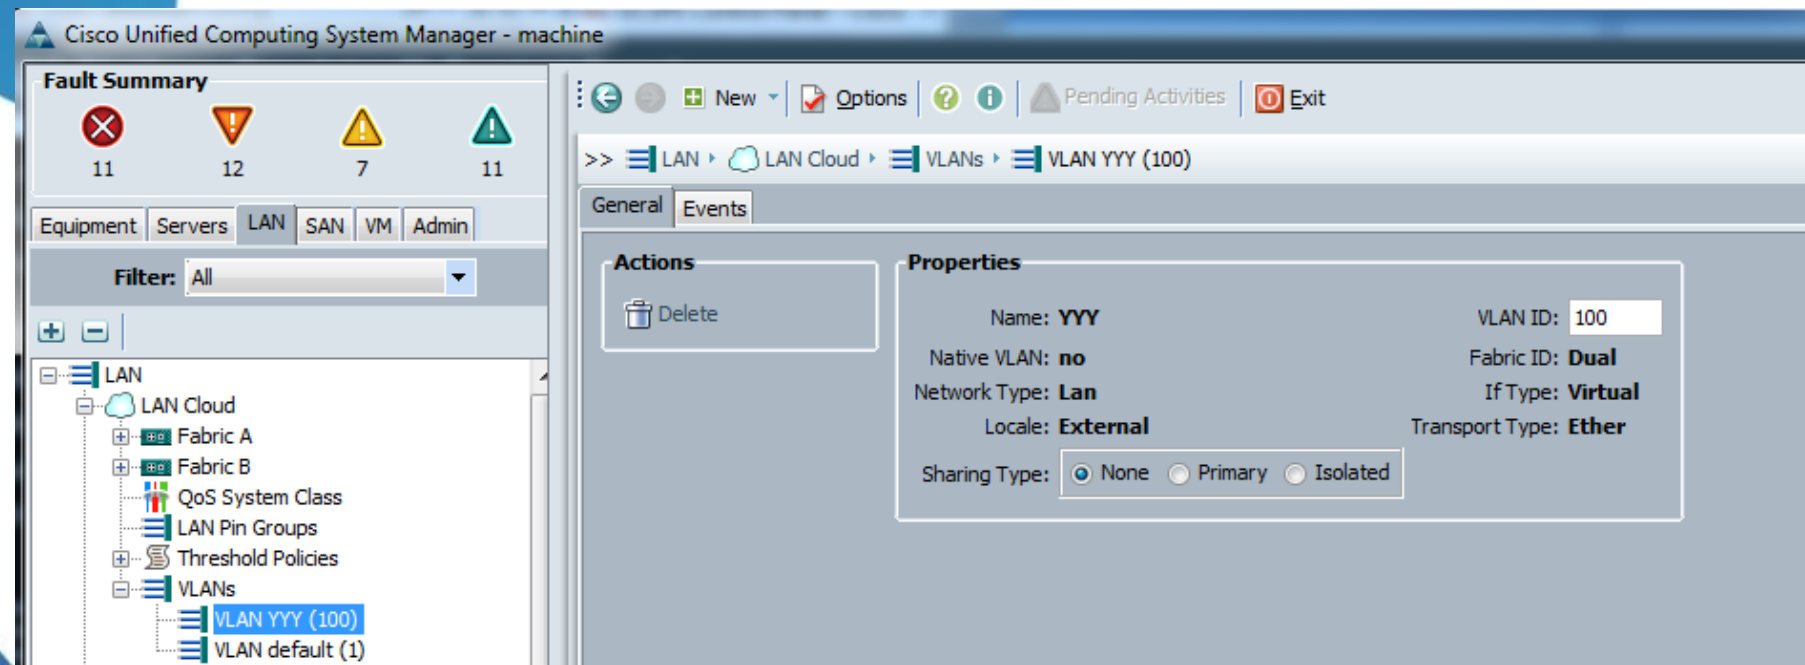 Cisco Unified Computing System Manager - machine
Fault Summary
11 12 7 11
Equipment Servers LAN SAN VM Admin
Filter: All
LAN
LAN Cloud
Fabric A
Fabric B
QoS System Class
LAN Pin Groups
Threshold Policies
VLANs
VLAN YYY (100)
VLAN default (1)
New Options Pending Activities Exit
>> LAN LAN Cloud VLANs VLAN YYY (100)
General Events
Actions
Delete
Properties
Name: YYY VLAN ID: 100
Native VLAN: no Fabric ID: Dual
Network Type: Lan If Type: Virtual
Locale: External Transport Type: Ether
Sharing Type: None Primary Isolated